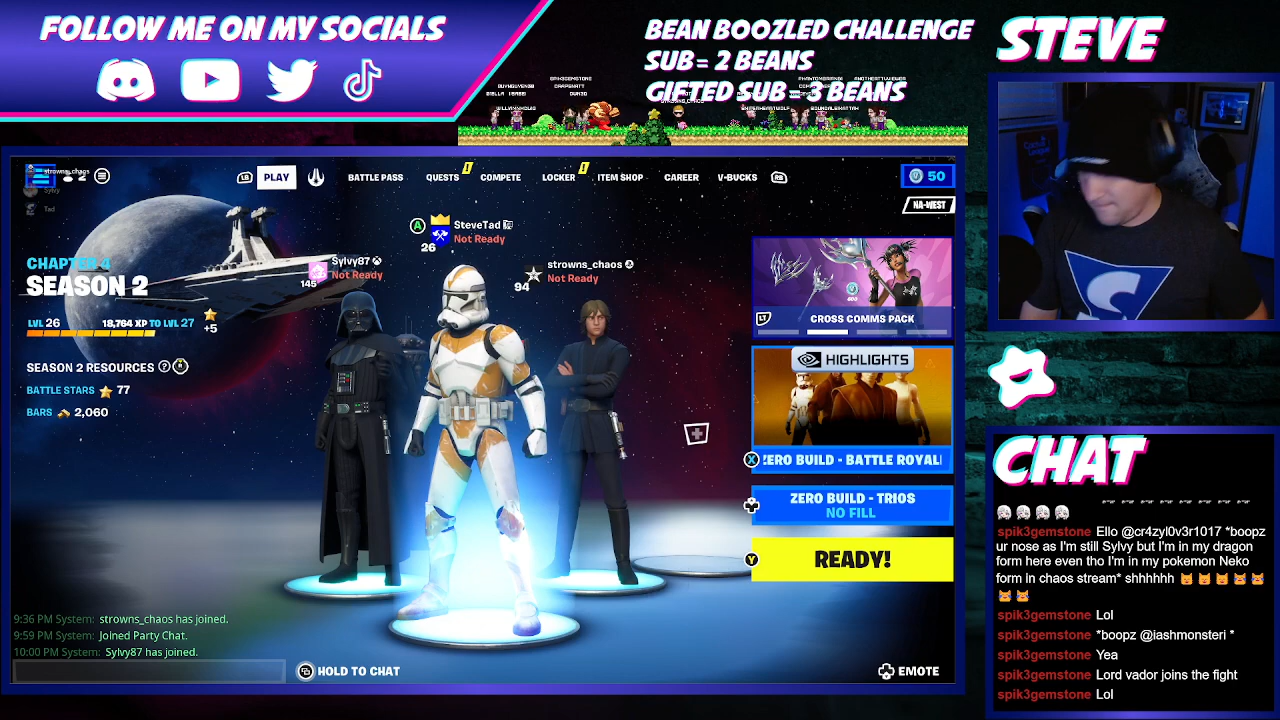 FOLLOW ME ON MY SOCIALS
BEAN BOOZLED CHALLENGE
SUB = 2 BEANS
GIFTED SUB = 3 BEANS
STEVE
SPIK3GEMSTONE
strowns_chaos
Sylvy
Tad
LB
PLAY
BATTLE PASS
QUESTS
COMPETE
LOCKER
ITEM SHOP
CAREER
V-BUCKS
RB
50
NA-WEST
A
SteveTad
26
Not Ready
Sylvy87
145
Not Ready
strowns_chaos
94
Not Ready
CHAPTER 4
SEASON 2
LVL 26
18,764 XP TO LVL 27
+5
SEASON 2 RESOURCES
BATTLE STARS 77
BARS 2,060
LT
CROSS COMMS PACK
HIGHLIGHTS
X
ZERO BUILD - BATTLE ROYAL
ZERO BUILD - TRIOS
NO FILL
Y
READY!
9:36 PM System: strowns_chaos has joined.
9:59 PM System: Joined Party Chat.
10:00 PM System: Sylvy87 has joined.
HOLD TO CHAT
EMOTE
S
CHAT
spik3gemstone Ello @cr4zyl0v3r1017 *boopz
ur nose as I'm still Sylvy but I'm in my dragon
form here even tho I'm in my pokemon Neko
form in chaos stream* shhhhhh
spik3gemstone Lol
spik3gemstone *boopz @iashmonsteri *
spik3gemstone Yea
spik3gemstone Lord vador joins the fight
spik3gemstone Lol